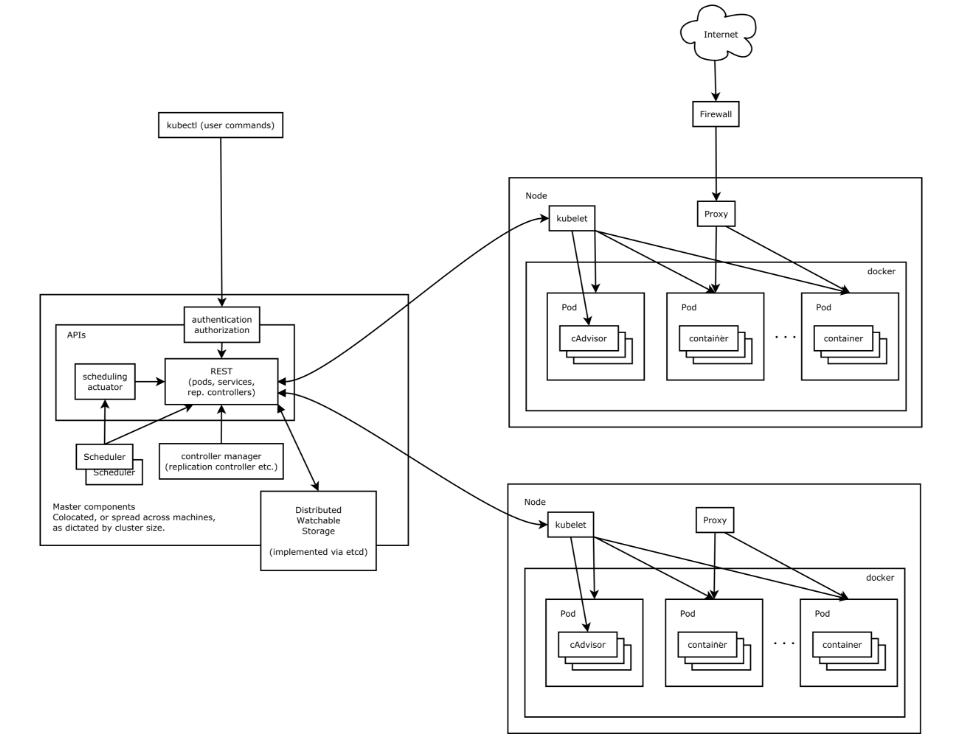 Internet
Firewall
kubectl (user commands)
Node
kubelet
Proxy
docker
Pod
cAdvisor
Pod
container
. . .
Pod
container
authentication
authorization
APIs
REST
(pods, services,
rep. controllers)
scheduling
actuator
Scheduler
Scheduler
controller manager
(replication controller etc.)
Master components
Colocated, or spread across machines,
as dictated by cluster size.
Distributed
Watchable
Storage
(implemented via etcd)
Node
kubelet
Proxy
docker
Pod
cAdvisor
Pod
container
. . .
Pod
container